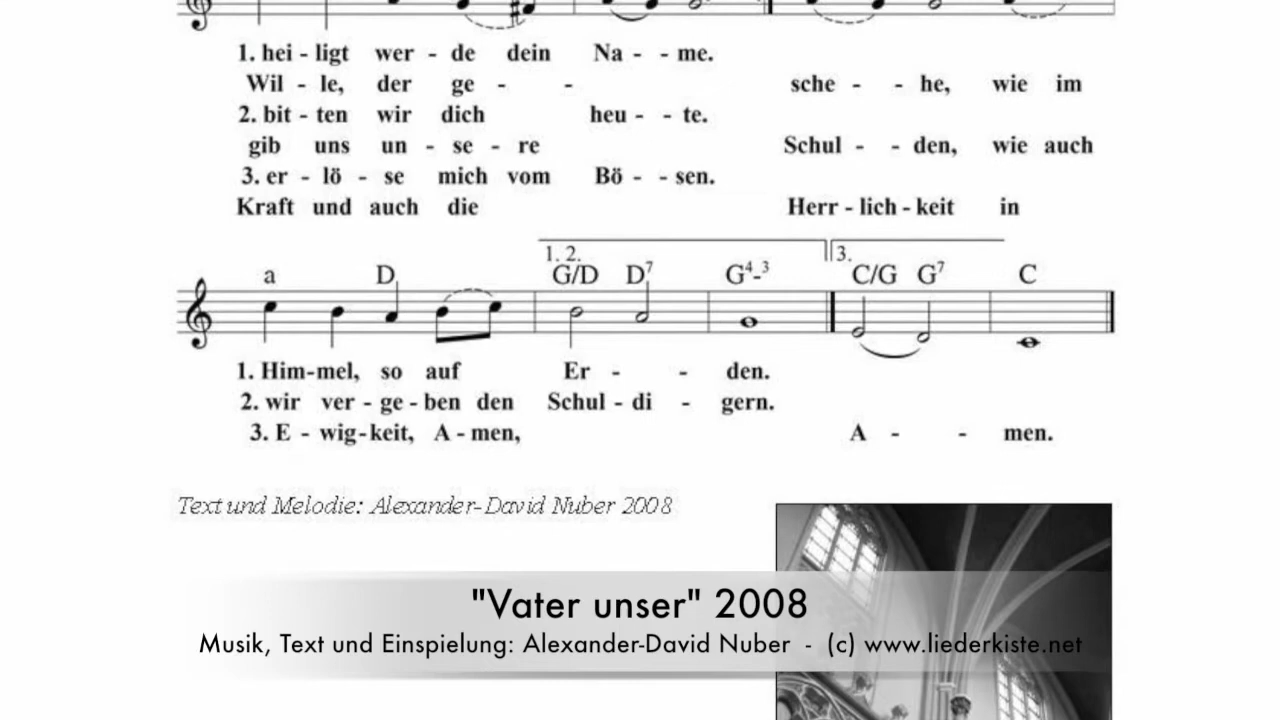 1. hei - ligt wer - de dein Na - - me.
Wil - le, der ge - - sche - - he, wie im
2. bit - ten wir dich heu - - te.
gib uns un - se - re Schul - - den, wie auch
3. er - lö - se mich vom Bö - - sen.
Kraft und auch die Herr - lich - keit in
1. 2. 3.
a D G/D D7 G4-3 C/G G7 C
1. Him-mel, so auf Er - - den.
2. wir ver - ge - ben den Schul - di - gern.
3. E - wig-keit, A - men, A - - men.
Text und Melodie: Alexander-David Nuber 2008
"Vater unser" 2008
Musik, Text und Einspielung: Alexander-David Nuber - (c) www.liederkiste.net